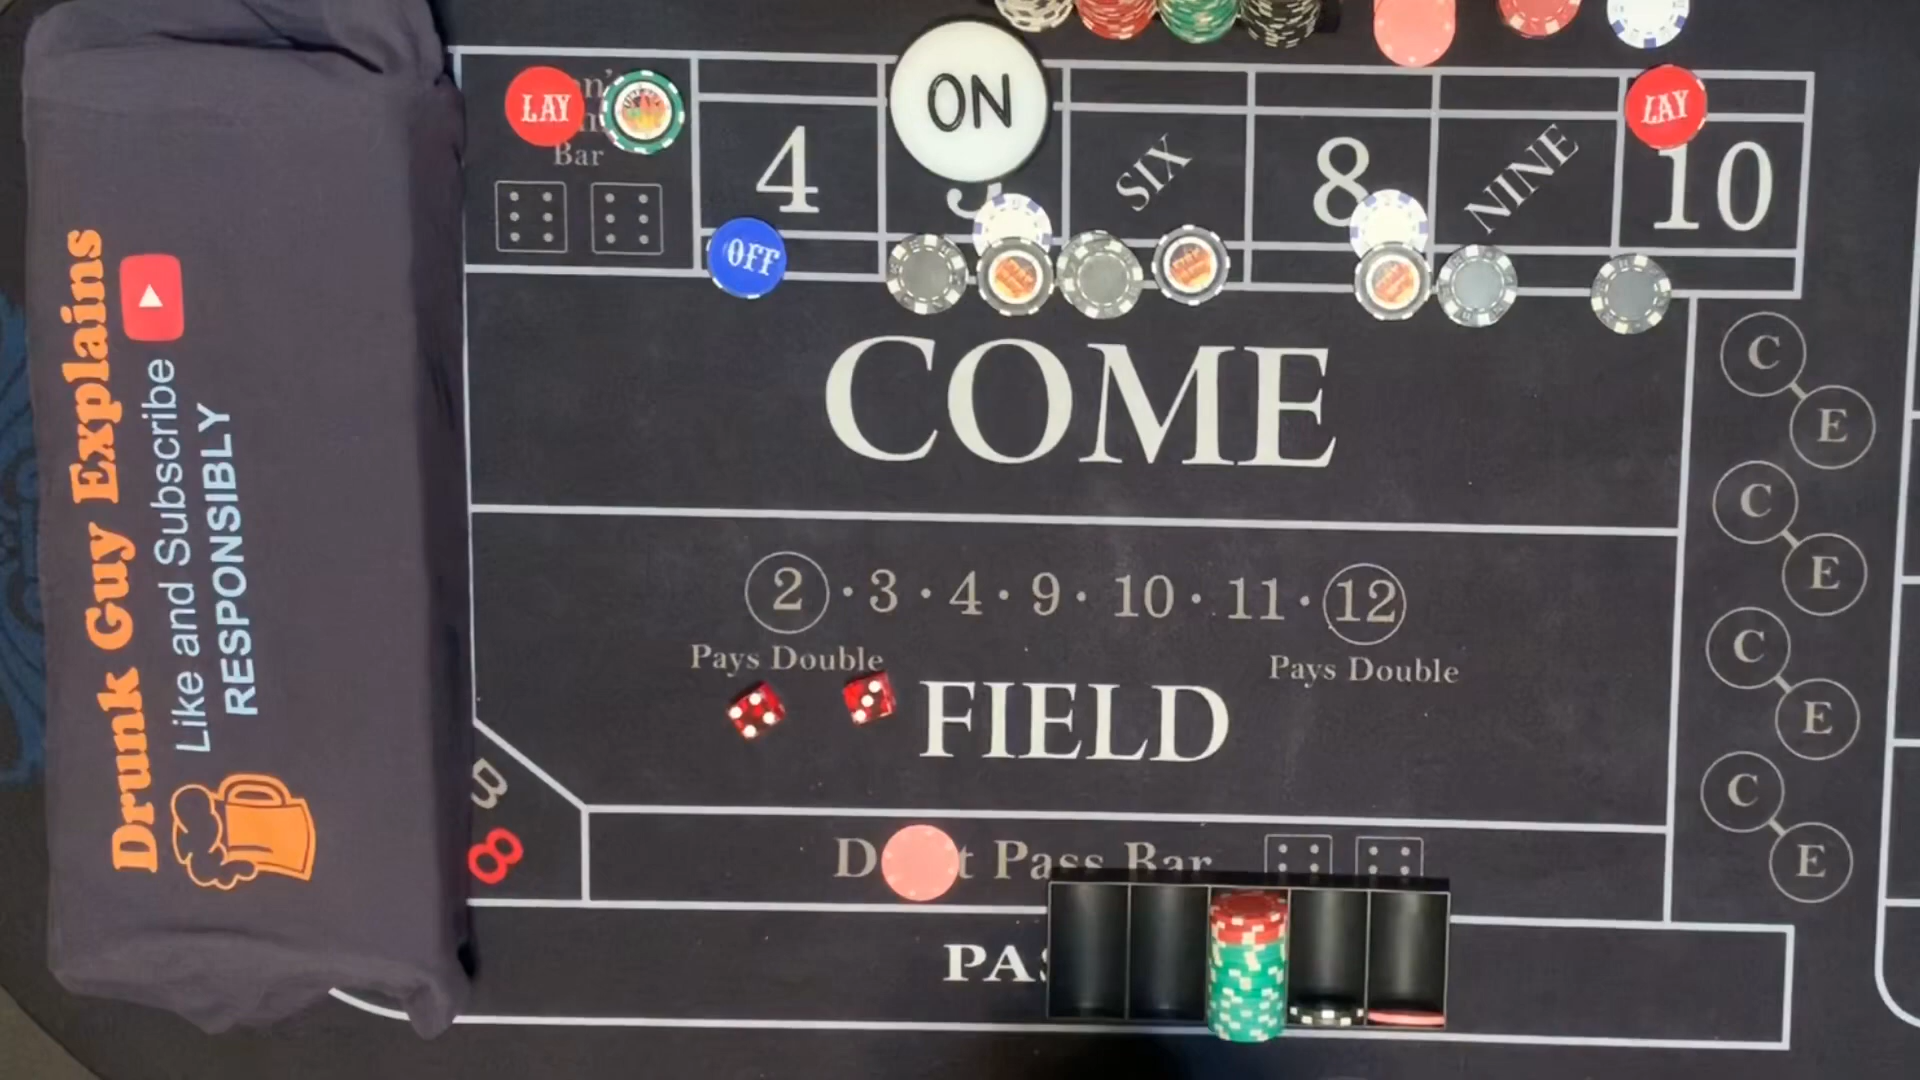 Drunk Guy Explains
Like and Subscribe
RESPONSIBLY
LAY
Bar
4
ON
SIX
8
NINE
LAY
10
OFF
COME
2 · 3 · 4 · 9 · 10 · 11 · 12
Pays Double
Pays Double
FIELD
B
8
Pass Bar
C
E
C
E
C
E
C
E